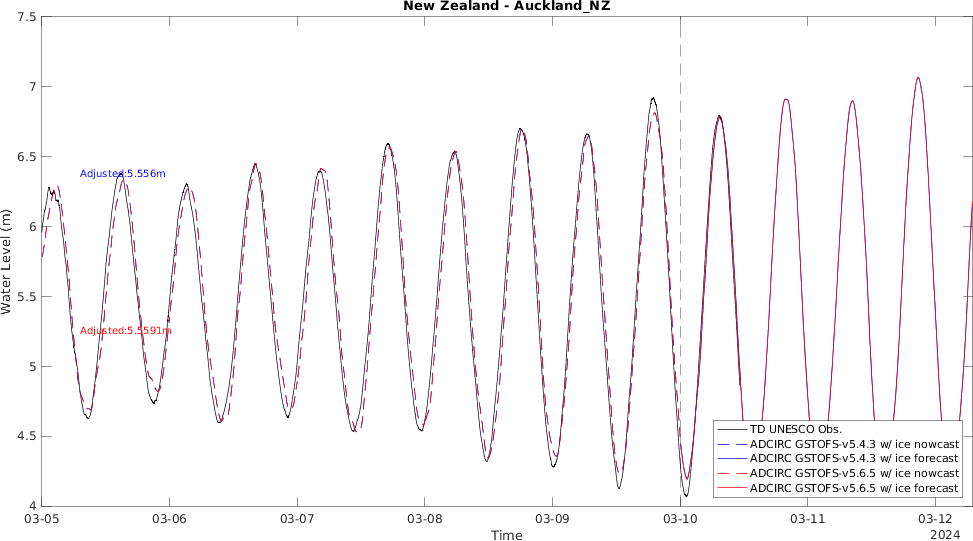 New Zealand - Auckland_NZ
7.5
7
6.5
6
5.5
5
4.5
4
Water Level (m)
Adjusted:5.556m
Adjusted:5.5591m
TD UNESCO Obs.
ADCIRC GSTOFS-v5.4.3 w/ ice nowcast
ADCIRC GSTOFS-v5.4.3 w/ ice forecast
ADCIRC GSTOFS-v5.6.5 w/ ice nowcast
ADCIRC GSTOFS-v5.6.5 w/ ice forecast
03-05 03-06 03-07 03-08 03-09 03-10 03-11 03-12
Time
2024